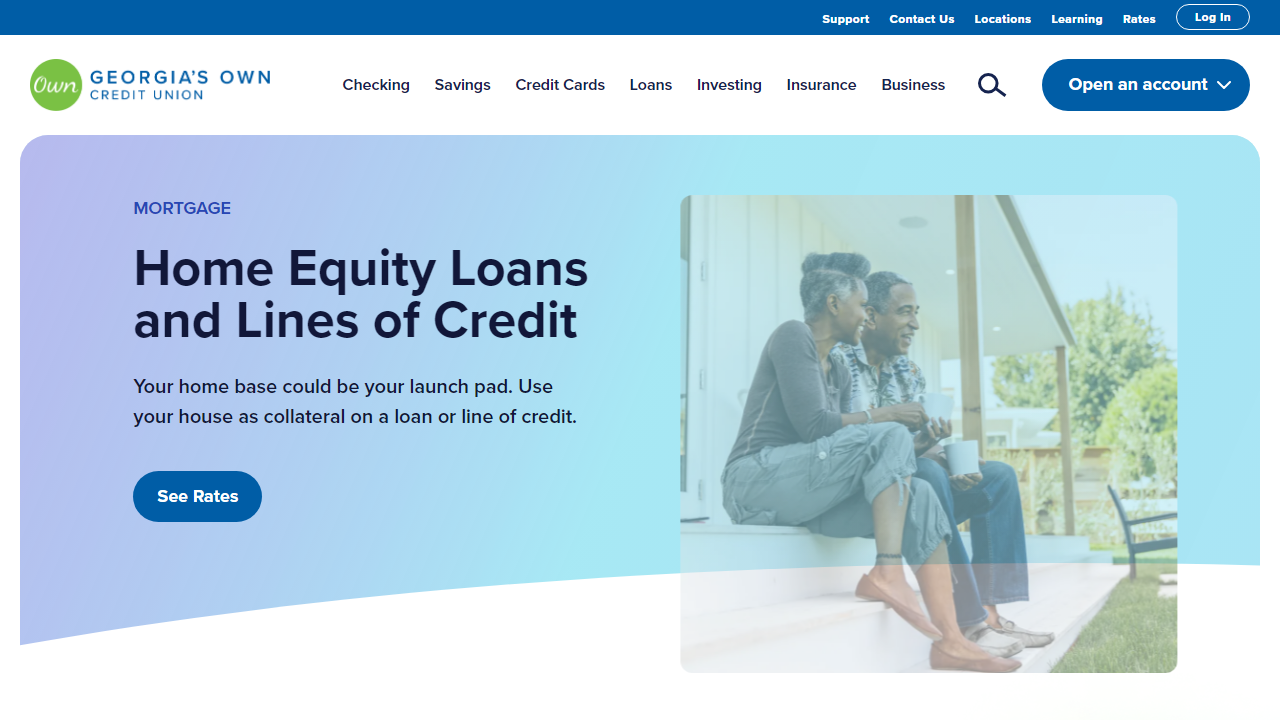 Support Contact Us Locations Learning Rates Log In
Own GEORGIA'S OWN
CREDIT UNION
Checking Savings Credit Cards Loans Investing Insurance Business
Open an account
MORTGAGE
Home Equity Loans
and Lines of Credit
Your home base could be your launch pad. Use
your house as collateral on a loan or line of credit.
See Rates